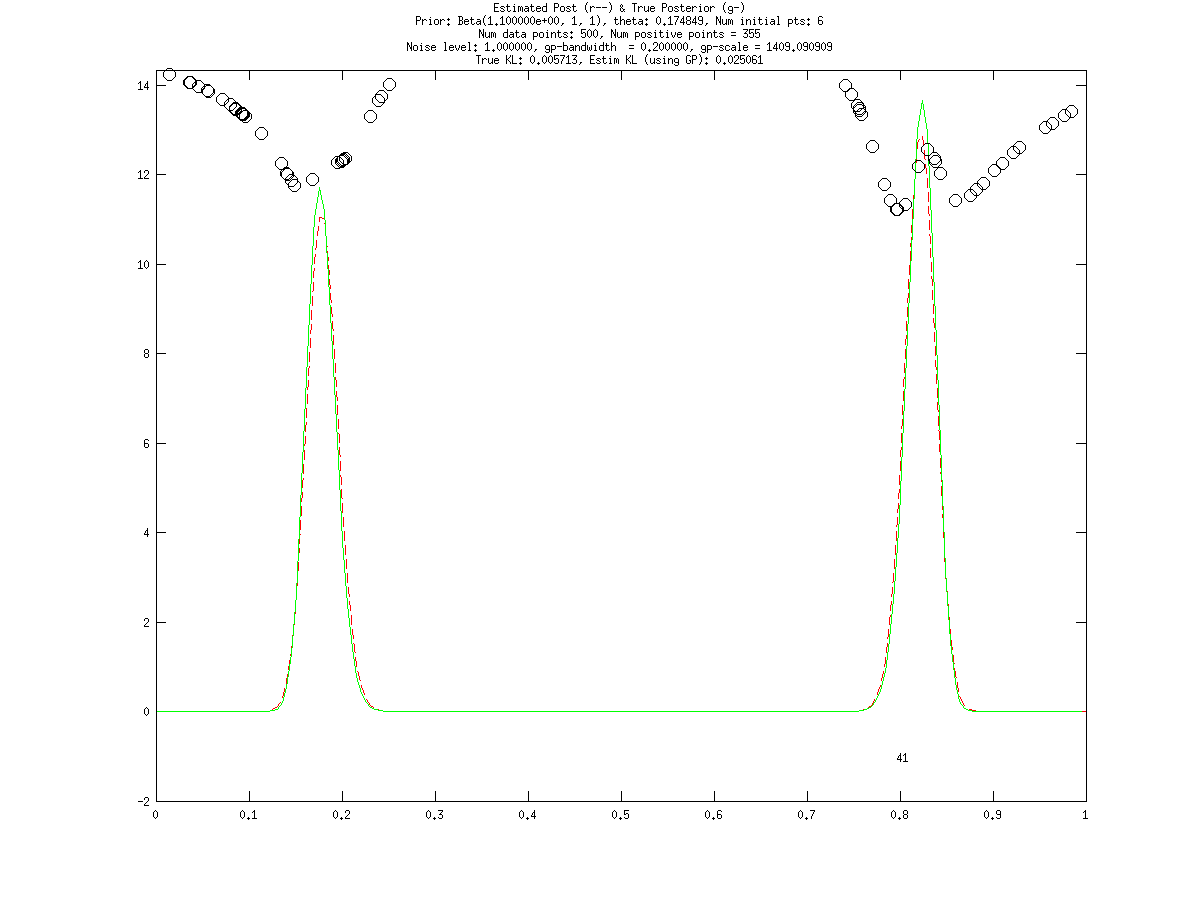 Estimated Post (r--) & True Posterior (g-)
Prior: Beta(1.100000e+00, 1, 1), theta: 0.174849, Num initial pts: 6
Num data points: 500, Num positive points = 355
Noise level: 1.000000, gp-bandwidth  = 0.200000, gp-scale = 1409.090909
True KL: 0.005713, Estim KL (using GP): 0.025061
14
12
10
8
6
4
2
0
41
-2
0 0.1 0.2 0.3 0.4 0.5 0.6 0.7 0.8 0.9 1